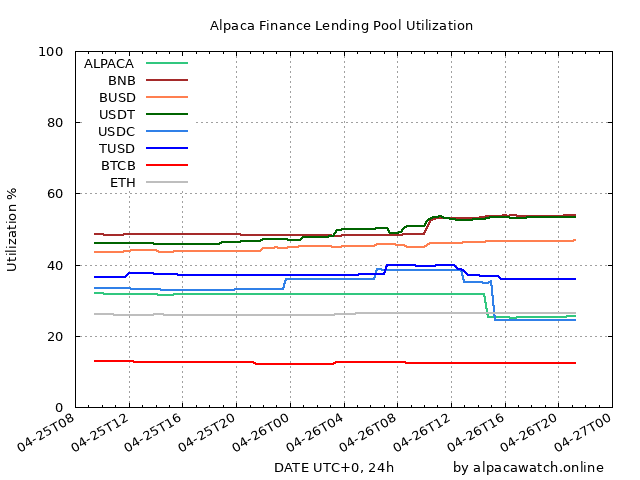 Alpaca Finance Lending Pool Utilization
100
80
60
40
20
0
Utilization %
ALPACA
BNB
BUSD
USDT
USDC
TUSD
BTCB
ETH
04-25T08
04-25T12
04-25T16
04-25T20
04-26T00
04-26T04
04-26T08
04-26T12
04-26T16
04-26T20
04-27T00
DATE UTC+0, 24h
by alpacawatch.online